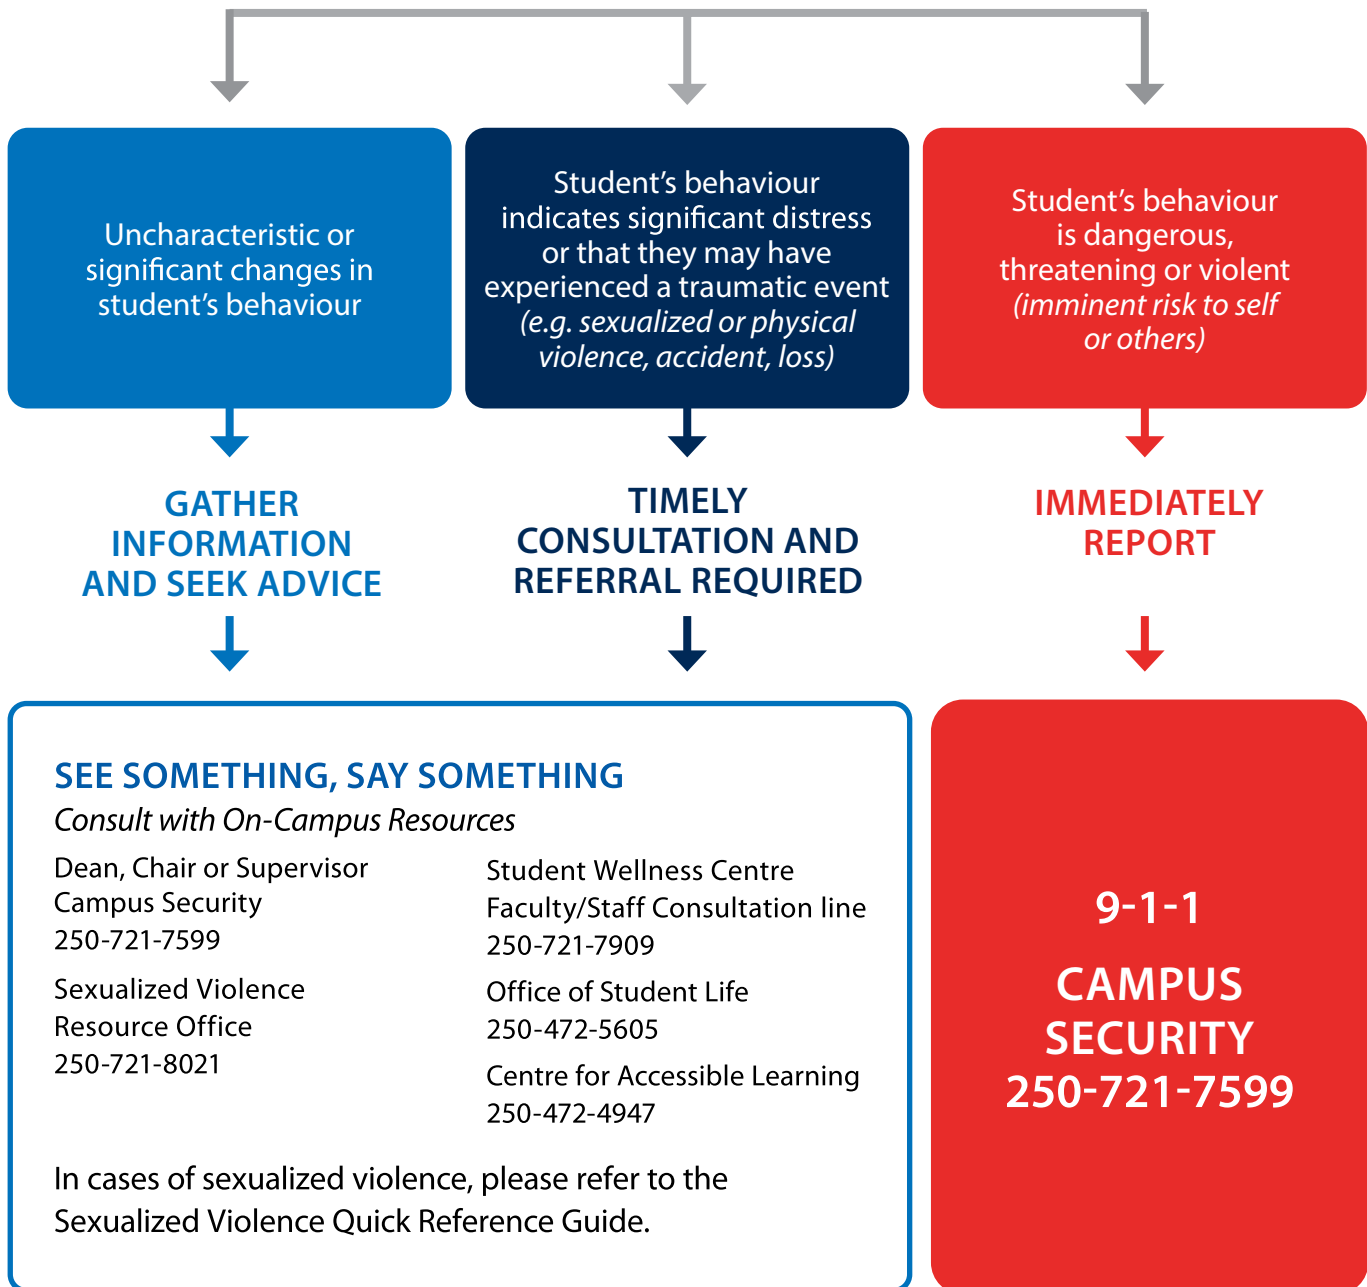 Uncharacteristic or
significant changes in
student’s behaviour
Student’s behaviour
indicates significant distress
or that they may have
experienced a traumatic event
(e.g. sexualized or physical
violence, accident, loss)
Student’s behaviour
is dangerous,
threatening or violent
(imminent risk to self
or others)
GATHER
INFORMATION
AND SEEK ADVICE
TIMELY
CONSULTATION AND
REFERRAL REQUIRED
IMMEDIATELY
REPORT
SEE SOMETHING, SAY SOMETHING
Consult with On-Campus Resources
Dean, Chair or Supervisor
Campus Security
250-721-7599
Sexualized Violence
Resource Office
250-721-8021
Student Wellness Centre
Faculty/Staff Consultation line
250-721-7909
Office of Student Life
250-472-5605
Centre for Accessible Learning
250-472-4947
In cases of sexualized violence, please refer to the
Sexualized Violence Quick Reference Guide.
9-1-1
CAMPUS
SECURITY
250-721-7599